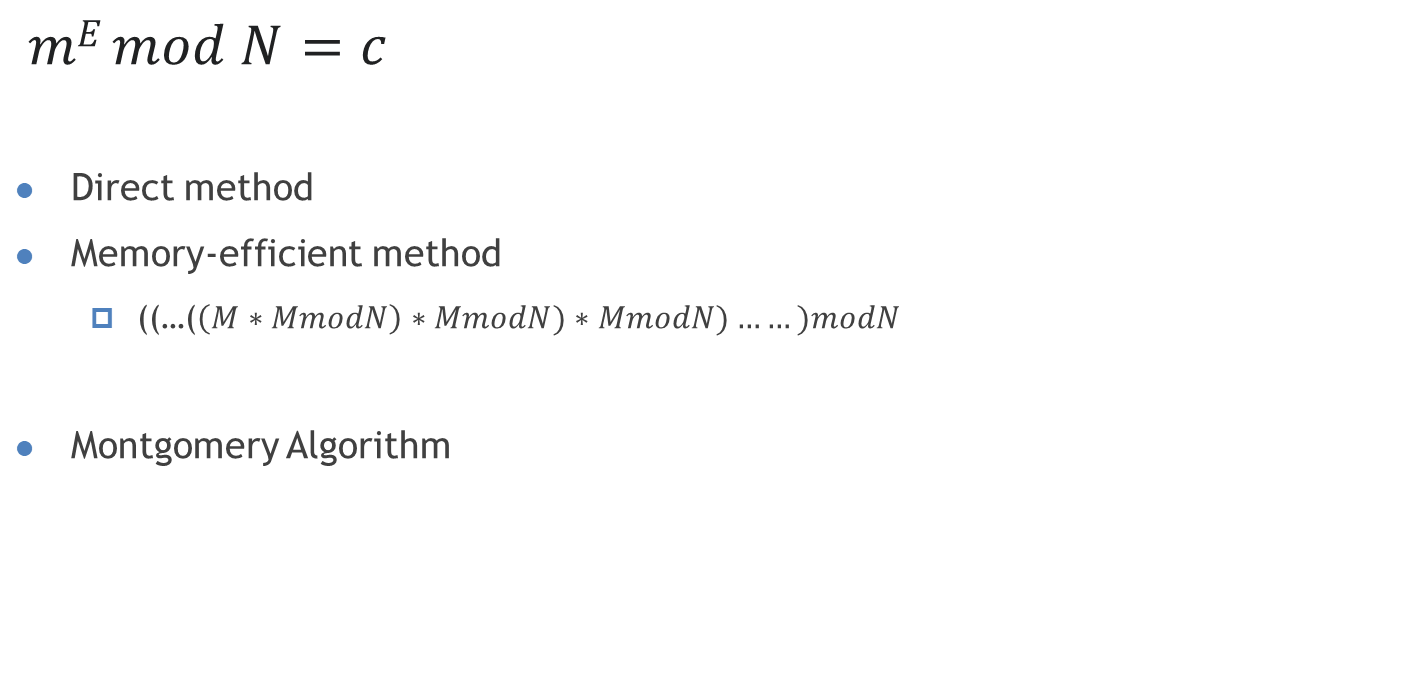 m^E mod N = c
Direct method
Memory-efficient method
((...((M * MmodN) * MmodN) * MmodN) ... ... )modN
Montgomery Algorithm